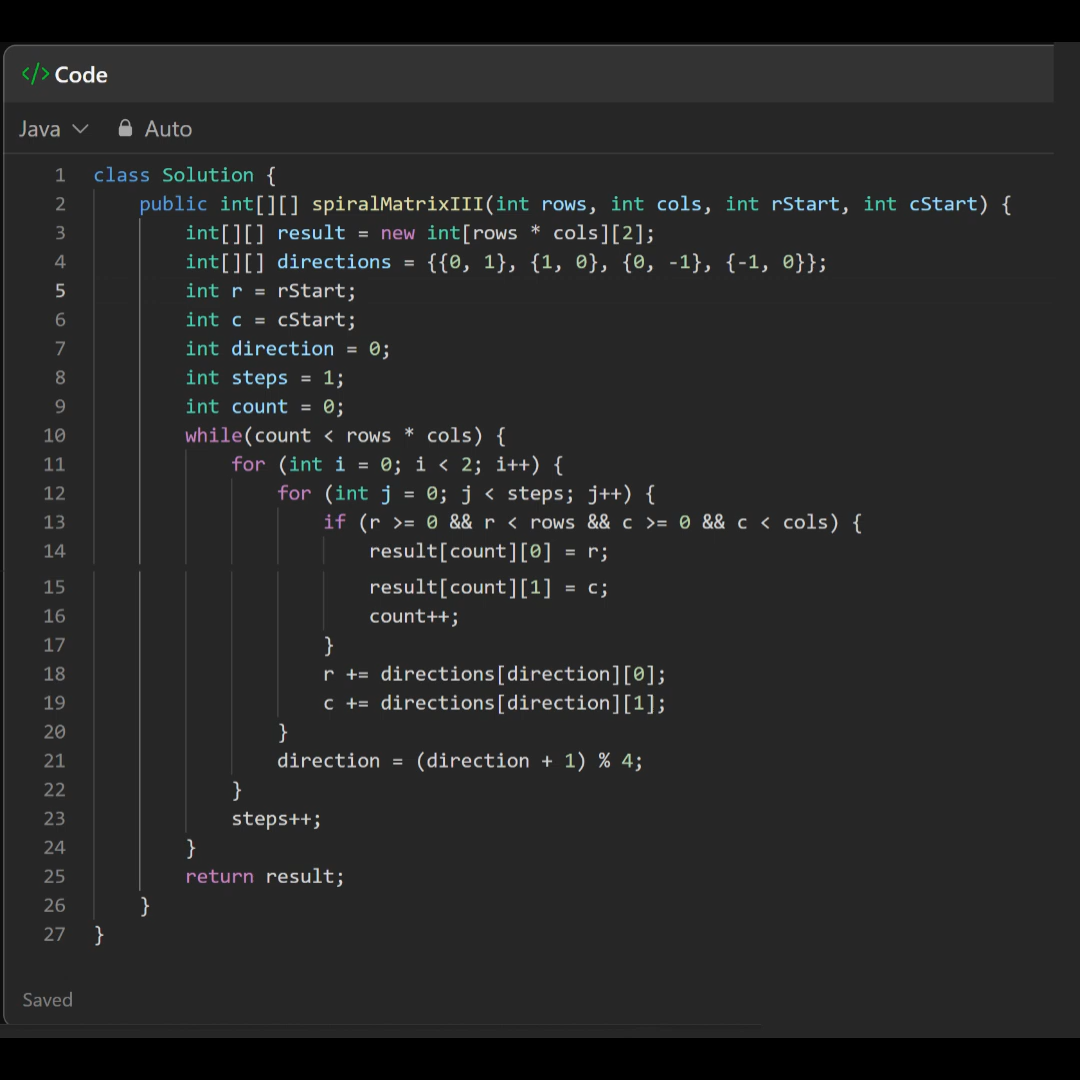 </> Code
Java Auto
1 class Solution {
2 public int[][] spiralMatrixIII(int rows, int cols, int rStart, int cStart) {
3 int[][] result = new int[rows * cols][2];
4 int[][] directions = {{0, 1}, {1, 0}, {0, -1}, {-1, 0}};
5 int r = rStart;
6 int c = cStart;
7 int direction = 0;
8 int steps = 1;
9 int count = 0;
10 while(count < rows * cols) {
11 for (int i = 0; i < 2; i++) {
12 for (int j = 0; j < steps; j++) {
13 if (r >= 0 && r < rows && c >= 0 && c < cols) {
14 result[count][0] = r;
15 result[count][1] = c;
16 count++;
17 }
18 r += directions[direction][0];
19 c += directions[direction][1];
20 }
21 direction = (direction + 1) % 4;
22 }
23 steps++;
24 }
25 return result;
26 }
27 }
Saved